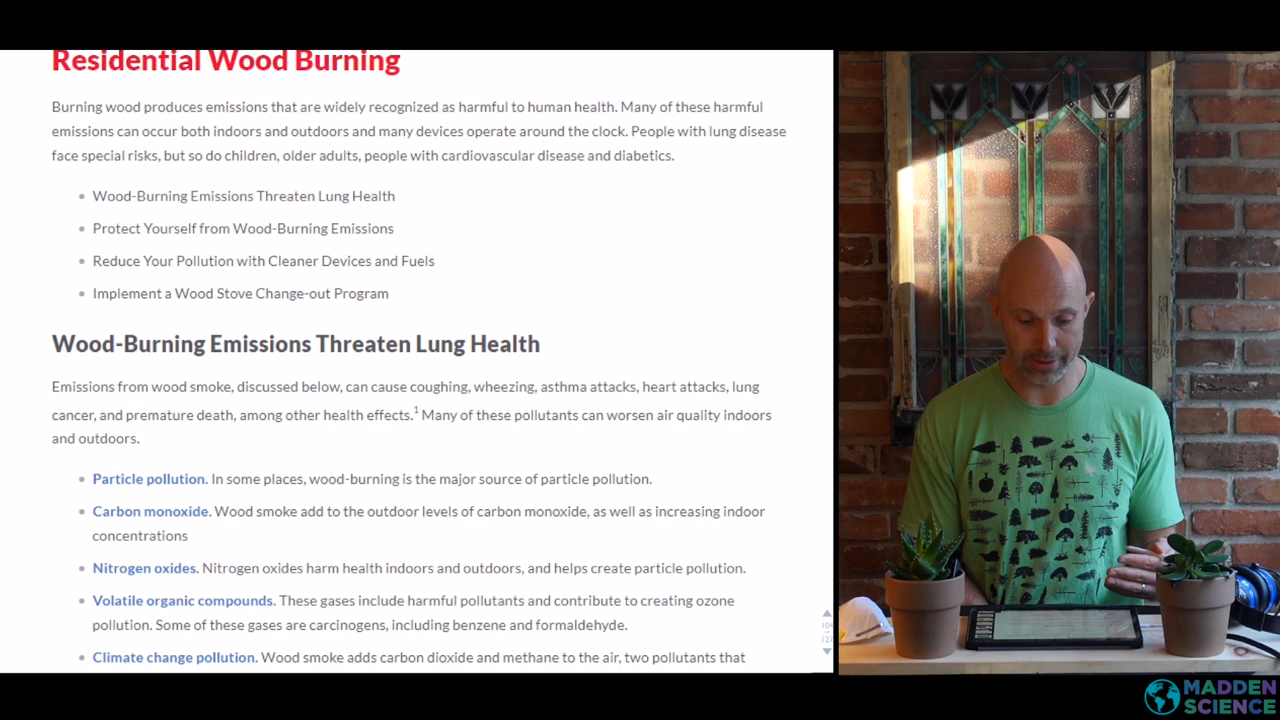 Residential Wood Burning
Burning wood produces emissions that are widely recognized as harmful to human health. Many of these harmful
emissions can occur both indoors and outdoors and many devices operate around the clock. People with lung disease
face special risks, but so do children, older adults, people with cardiovascular disease and diabetics.
Wood-Burning Emissions Threaten Lung Health
Protect Yourself from Wood-Burning Emissions
Reduce Your Pollution with Cleaner Devices and Fuels
Implement a Wood Stove Change-out Program
Wood-Burning Emissions Threaten Lung Health
Emissions from wood smoke, discussed below, can cause coughing, wheezing, asthma attacks, heart attacks, lung
cancer, and premature death, among other health effects.1 Many of these pollutants can worsen air quality indoors
and outdoors.
Particle pollution. In some places, wood-burning is the major source of particle pollution.
Carbon monoxide. Wood smoke add to the outdoor levels of carbon monoxide, as well as increasing indoor
concentrations
Nitrogen oxides. Nitrogen oxides harm health indoors and outdoors, and helps create particle pollution.
Volatile organic compounds. These gases include harmful pollutants and contribute to creating ozone
pollution. Some of these gases are carcinogens, including benzene and formaldehyde.
Climate change pollution. Wood smoke adds carbon dioxide and methane to the air, two pollutants that
MADDEN
SCIENCE